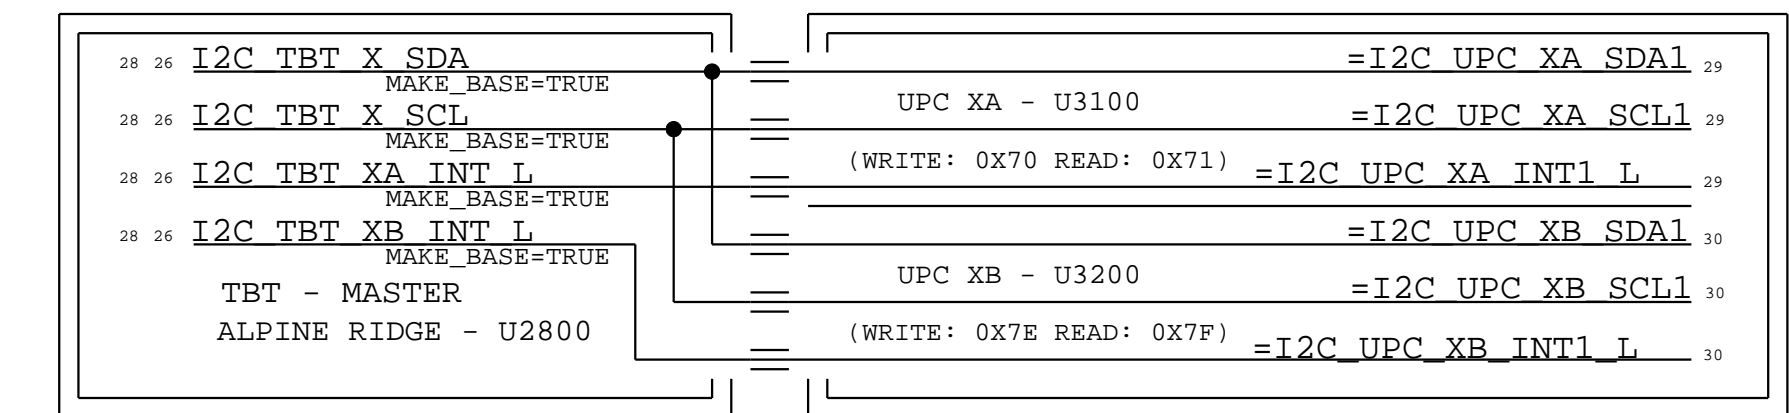 28 26 I2C_TBT_X_SDA
MAKE_BASE=TRUE
28 26 I2C_TBT_X_SCL
MAKE_BASE=TRUE
28 26 I2C_TBT_XA_INT_L
MAKE_BASE=TRUE
28 26 I2C_TBT_XB_INT_L
MAKE_BASE=TRUE
TBT - MASTER
ALPINE RIDGE - U2800
=I2C_UPC_XA_SDA1 29
UPC XA - U3100
=I2C_UPC_XA_SCL1 29
(WRITE: 0X70 READ: 0X71)
=I2C_UPC_XA_INT1_L 29
=I2C_UPC_XB_SDA1 30
UPC XB - U3200
=I2C_UPC_XB_SCL1 30
(WRITE: 0X7E READ: 0X7F)
=I2C_UPC_XB_INT1_L 30